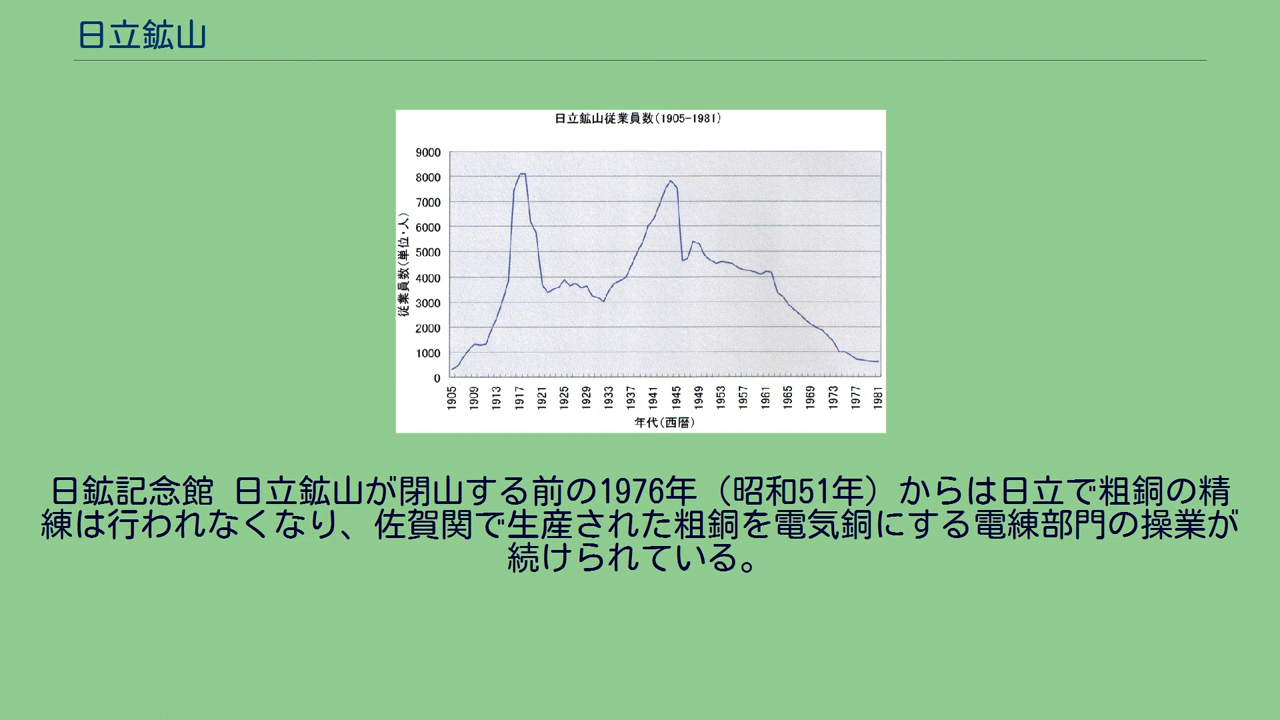 日立鉱山
日立鉱山従業員数(1905-1981)
9000
8000
7000
6000
5000
4000
3000
2000
1000
0
従業員数(単位・人)
1905 1909 1913 1917 1921 1925 1929 1933 1937 1941 1945 1949 1953 1957 1961 1965 1969 1973 1977 1981
年代(西暦)
日鉱記念館 日立鉱山が閉山する前の1976年（昭和51年）からは日立で粗銅の精
練は行われなくなり、佐賀関で生産された粗銅を電気銅にする電練部門の操業が
続けられている。